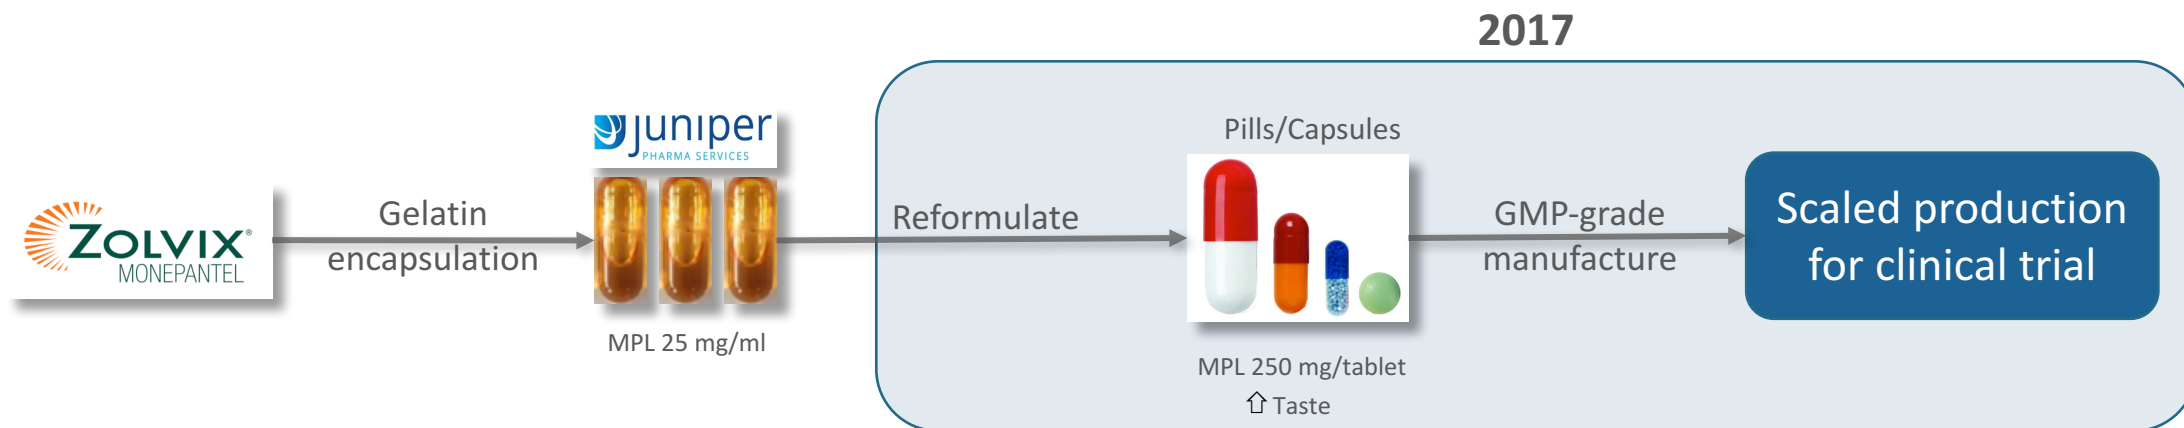 2017
ZOLVIX®
MONEPANTEL
Gelatin
encapsulation
juniper
PHARMA SERVICES
MPL 25 mg/ml
Reformulate
Pills/Capsules
MPL 250 mg/tablet
⇧ Taste
GMP-grade
manufacture
Scaled production
for clinical trial